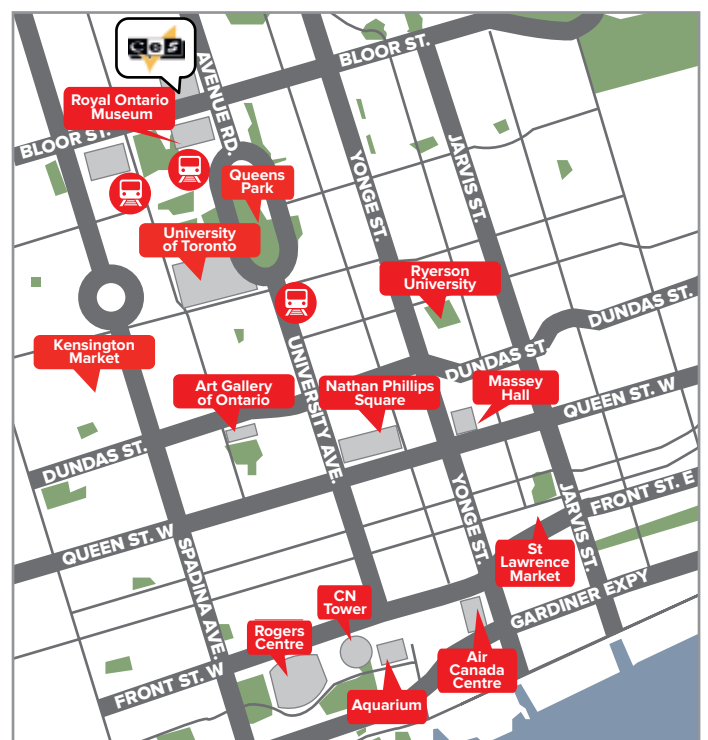 CeS
AVENUE RD.
BLOOR ST.
Royal Ontario
Museum
BLOOR ST.
JARVIS ST.
YONGE ST.
Queens
Park
University
of Toronto
Ryerson
University
DUNDAS ST.
Kensington
Market
UNIVERSITY AVE.
DUNDAS ST.
Art Gallery
of Ontario
Nathan Phillips
Square
Massey
Hall
QUEEN ST. W
DUNDAS ST.
YONGE ST.
JARVIS ST.
FRONT ST. E
QUEEN ST. W
SPADINA AVE.
St
Lawrence
Market
GARDINER EXPY
CN
Tower
Rogers
Centre
Air
Canada
Centre
FRONT ST. W
Aquarium